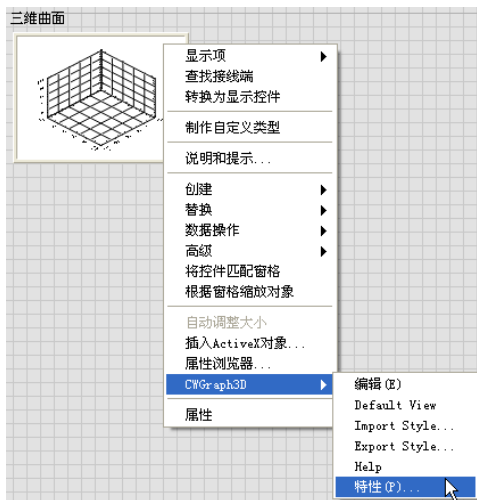 三维曲面
显示项
查找接线端
转换为显示控件
制作自定义类型
说明和提示...
创建
替换
数据操作
高级
将控件匹配窗格
根据窗格缩放对象
自动调整大小
插入ActiveX对象...
属性浏览器...
CWGraph3D
属性
编辑(E)
Default View
Import Style...
Export Style...
Help
特性(P)...